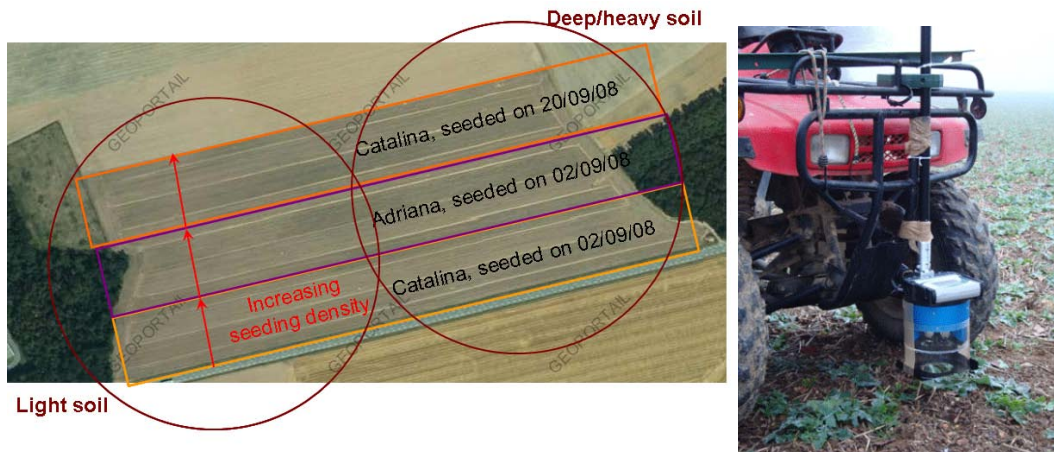 Deep/heavy soil
GEOPORTAIL
GEOPORTAIL
GEOPORTAIL
Catalina, seeded on 20/09/08
Adriana, seeded on 02/09/08
Catalina, seeded on 02/09/08
Increasing
seeding density
GEOPORTAIL
GEOPORTAIL
GEOPORTAIL
Light soil